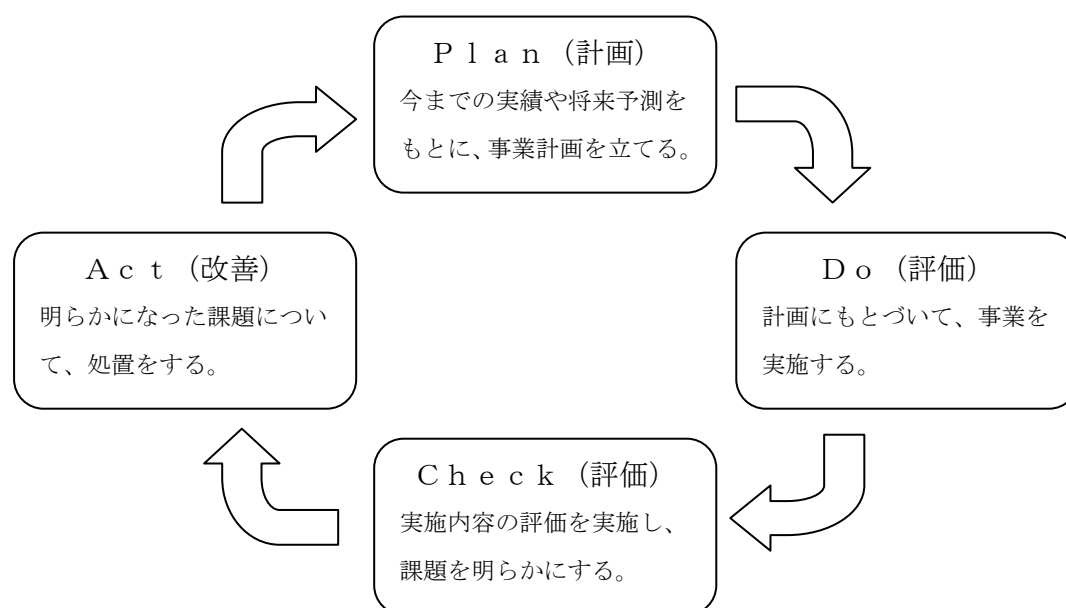 Ｐｌａｎ（計画）
今までの実績や将来予測を
もとに、事業計画を立てる。
Ａｃｔ（改善）
明らかになった課題につい
て、処置をする。
Ｄｏ（評価）
計画にもとづいて、事業を
実施する。
Ｃｈｅｃｋ（評価）
実施内容の評価を実施し、
課題を明らかにする。